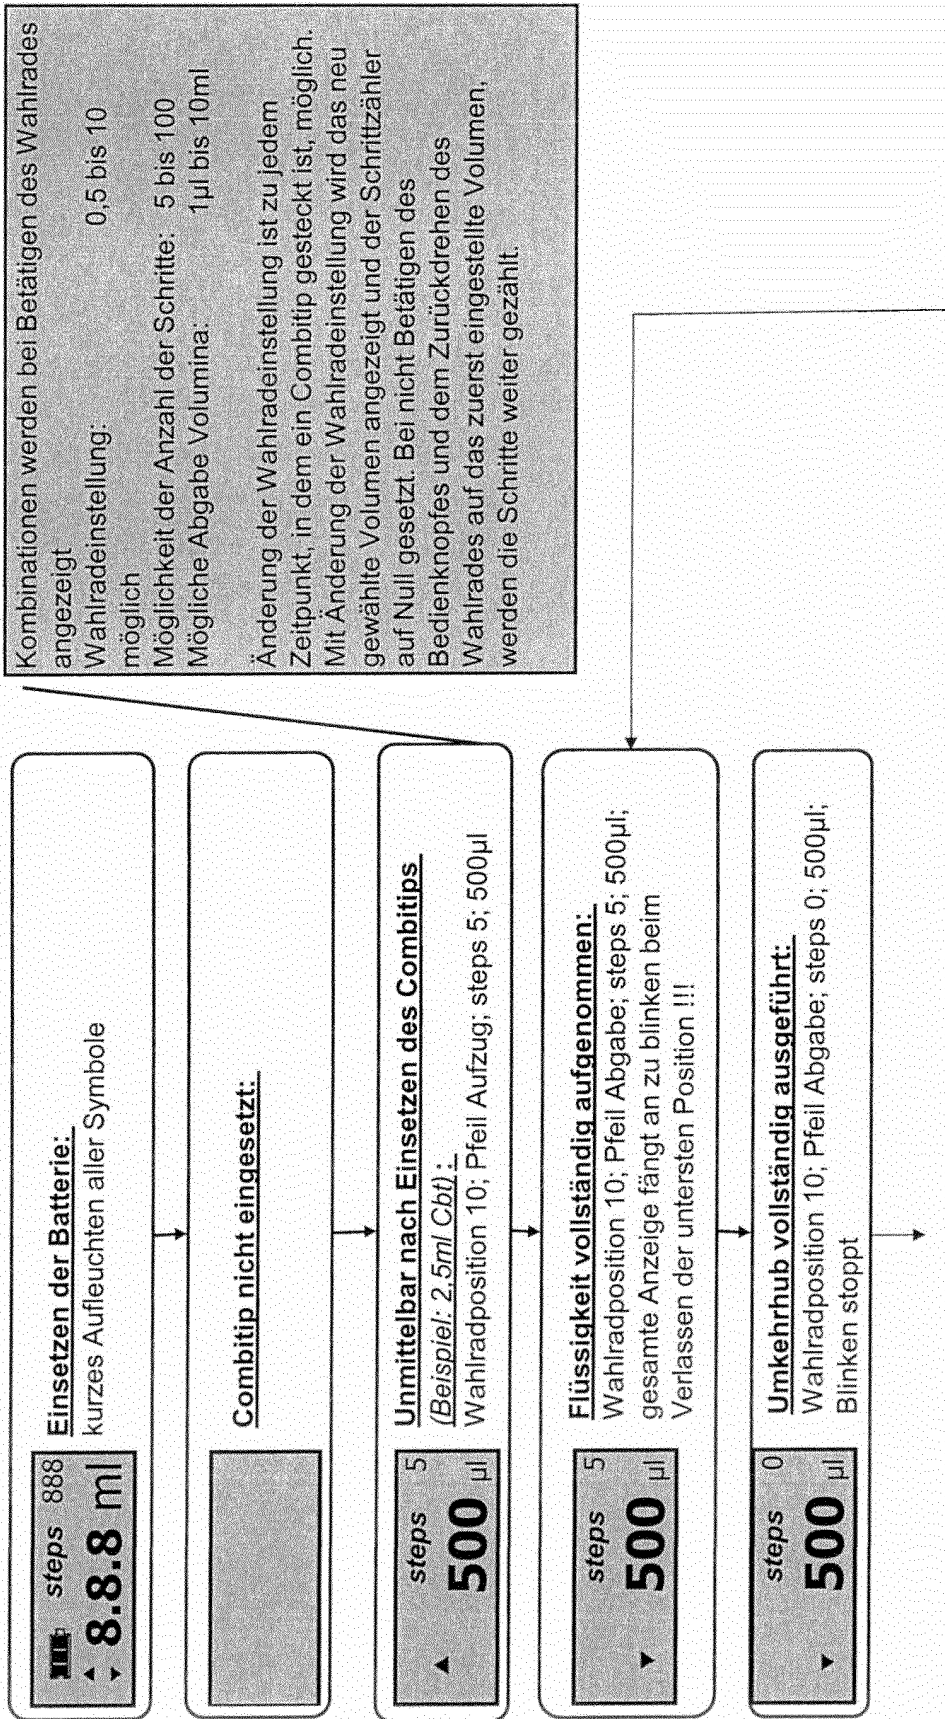 steps 888
8.8.8 ml
Einsetzen der Batterie:
kurzes Aufleuchten aller Symbole
Combitip nicht eingesetzt:
steps 5
500 µl
Unmittelbar nach Einsetzen des Combitips
(Beispiel: 2,5ml Cbt) :
Wahlradposition 10; Pfeil Aufzug; steps 5; 500µl
Kombinationen werden bei Betätigen des Wahlrades
angezeigt
Wahlradeinstellung: 0,5 bis 10
möglich
Möglichkeit der Anzahl der Schritte: 5 bis 100
Mögliche Abgabe Volumina: 1µl bis 10ml
Änderung der Wahlradeinstellung ist zu jedem
Zeitpunkt, in dem ein Combitip gesteckt ist, möglich.
Mit Änderung der Wahlradeinstellung wird das neu
gewählte Volumen angezeigt und der Schrittzähler
auf Null gesetzt. Bei nicht Betätigen des
Bedienknopfes und dem Zurückdrehen des
Wahlrades auf das zuerst eingestellte Volumen,
werden die Schritte weiter gezählt.
steps 5
500 µl
Flüssigkeit vollständig aufgenommen:
Wahlradposition 10; Pfeil Abgabe; steps 5; 500µl;
gesamte Anzeige fängt an zu blinken beim
Verlassen der untersten Position !!!
steps 0
500 µl
Umkehrhub vollständig ausgeführt:
Wahlradposition 10; Pfeil Abgabe; steps 0; 500µl;
Blinken stoppt